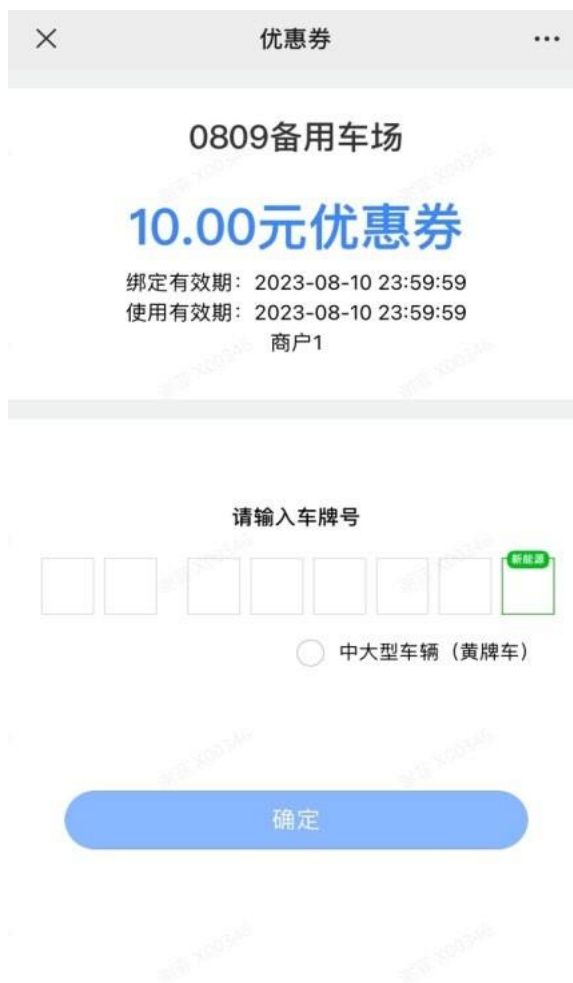 优惠券
0809备用车场
10.00元优惠券
绑定有效期：2023-08-10 23:59:59
使用有效期：2023-08-10 23:59:59
商户1
请输入车牌号
新能源
中大型车辆（黄牌车）
确定